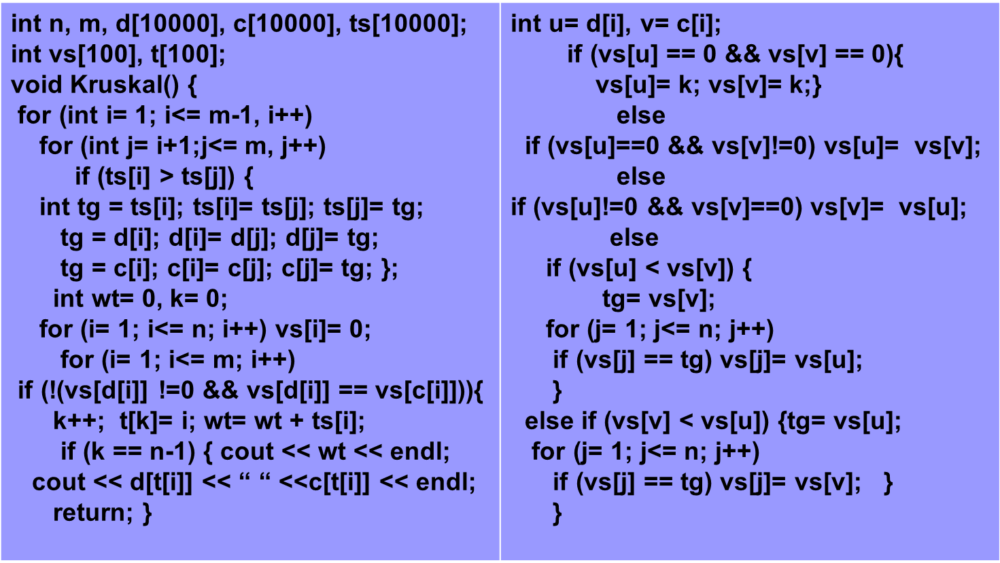 int n, m, d[10000], c[10000], ts[10000];
int vs[100], t[100];
void Kruskal() {
for (int i= 1; i<= m-1, i++)
for (int j= i+1;j<= m, j++)
if (ts[i] > ts[j]) {
int tg = ts[i]; ts[i]= ts[j]; ts[j]= tg;
tg = d[i]; d[i]= d[j]; d[j]= tg;
tg = c[i]; c[i]= c[j]; c[j]= tg; };
int wt= 0, k= 0;
for (i= 1; i<= n; i++) vs[i]= 0;
for (i= 1; i<= m; i++)
if (!(vs[d[i]] !=0 && vs[d[i]] == vs[c[i]])){
k++; t[k]= i; wt= wt + ts[i];
if (k == n-1) { cout << wt << endl;
cout << d[t[i]] << “ “ <<c[t[i]] << endl;
return; }
int u= d[i], v= c[i];
if (vs[u] == 0 && vs[v] == 0){
vs[u]= k; vs[v]= k;}
else
if (vs[u]==0 && vs[v]!=0) vs[u]= vs[v];
else
if (vs[u]!=0 && vs[v]==0) vs[v]= vs[u];
else
if (vs[u] < vs[v]) {
tg= vs[v];
for (j= 1; j<= n; j++)
if (vs[j] == tg) vs[j]= vs[u];
}
else if (vs[v] < vs[u]) {tg= vs[u];
for (j= 1; j<= n; j++)
if (vs[j] == tg) vs[j]= vs[v]; }
}